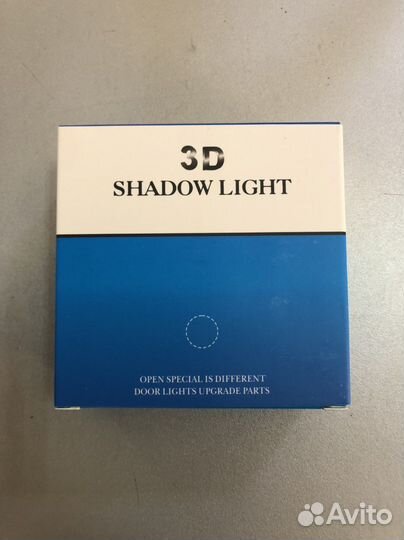 3D
SHADOW LIGHT
OPEN SPECIAL IS DIFFERENT
DOOR LIGHTS UPGRADE PARTS
Avito